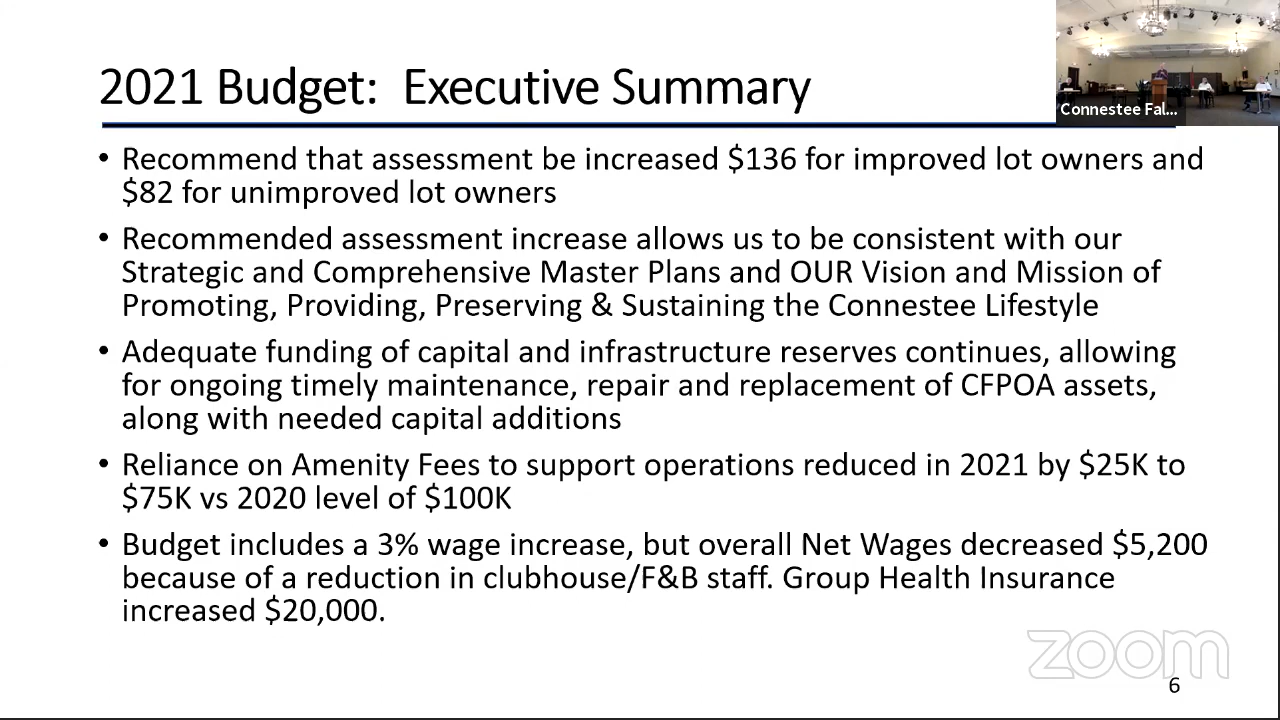 2021 Budget:  Executive Summary
Connestee Fal...
• Recommend that assessment be increased $136 for improved lot owners and
$82 for unimproved lot owners
• Recommended assessment increase allows us to be consistent with our
Strategic and Comprehensive Master Plans and OUR Vision and Mission of
Promoting, Providing, Preserving & Sustaining the Connestee Lifestyle
• Adequate funding of capital and infrastructure reserves continues, allowing
for ongoing timely maintenance, repair and replacement of CFPOA assets,
along with needed capital additions
• Reliance on Amenity Fees to support operations reduced in 2021 by $25K to
$75K vs 2020 level of $100K
• Budget includes a 3% wage increase, but overall Net Wages decreased $5,200
because of a reduction in clubhouse/F&B staff. Group Health Insurance
increased $20,000.
zoom
6